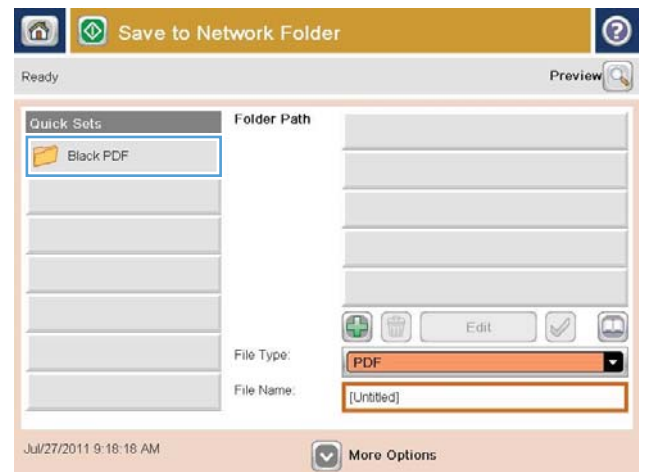 Save to Network Folder
Ready
Preview
Quick Sets
Folder Path
Black PDF
Edit
File Type:
PDF
File Name:
[Untitled]
Jul/27/2011 9:18:18 AM
More Options